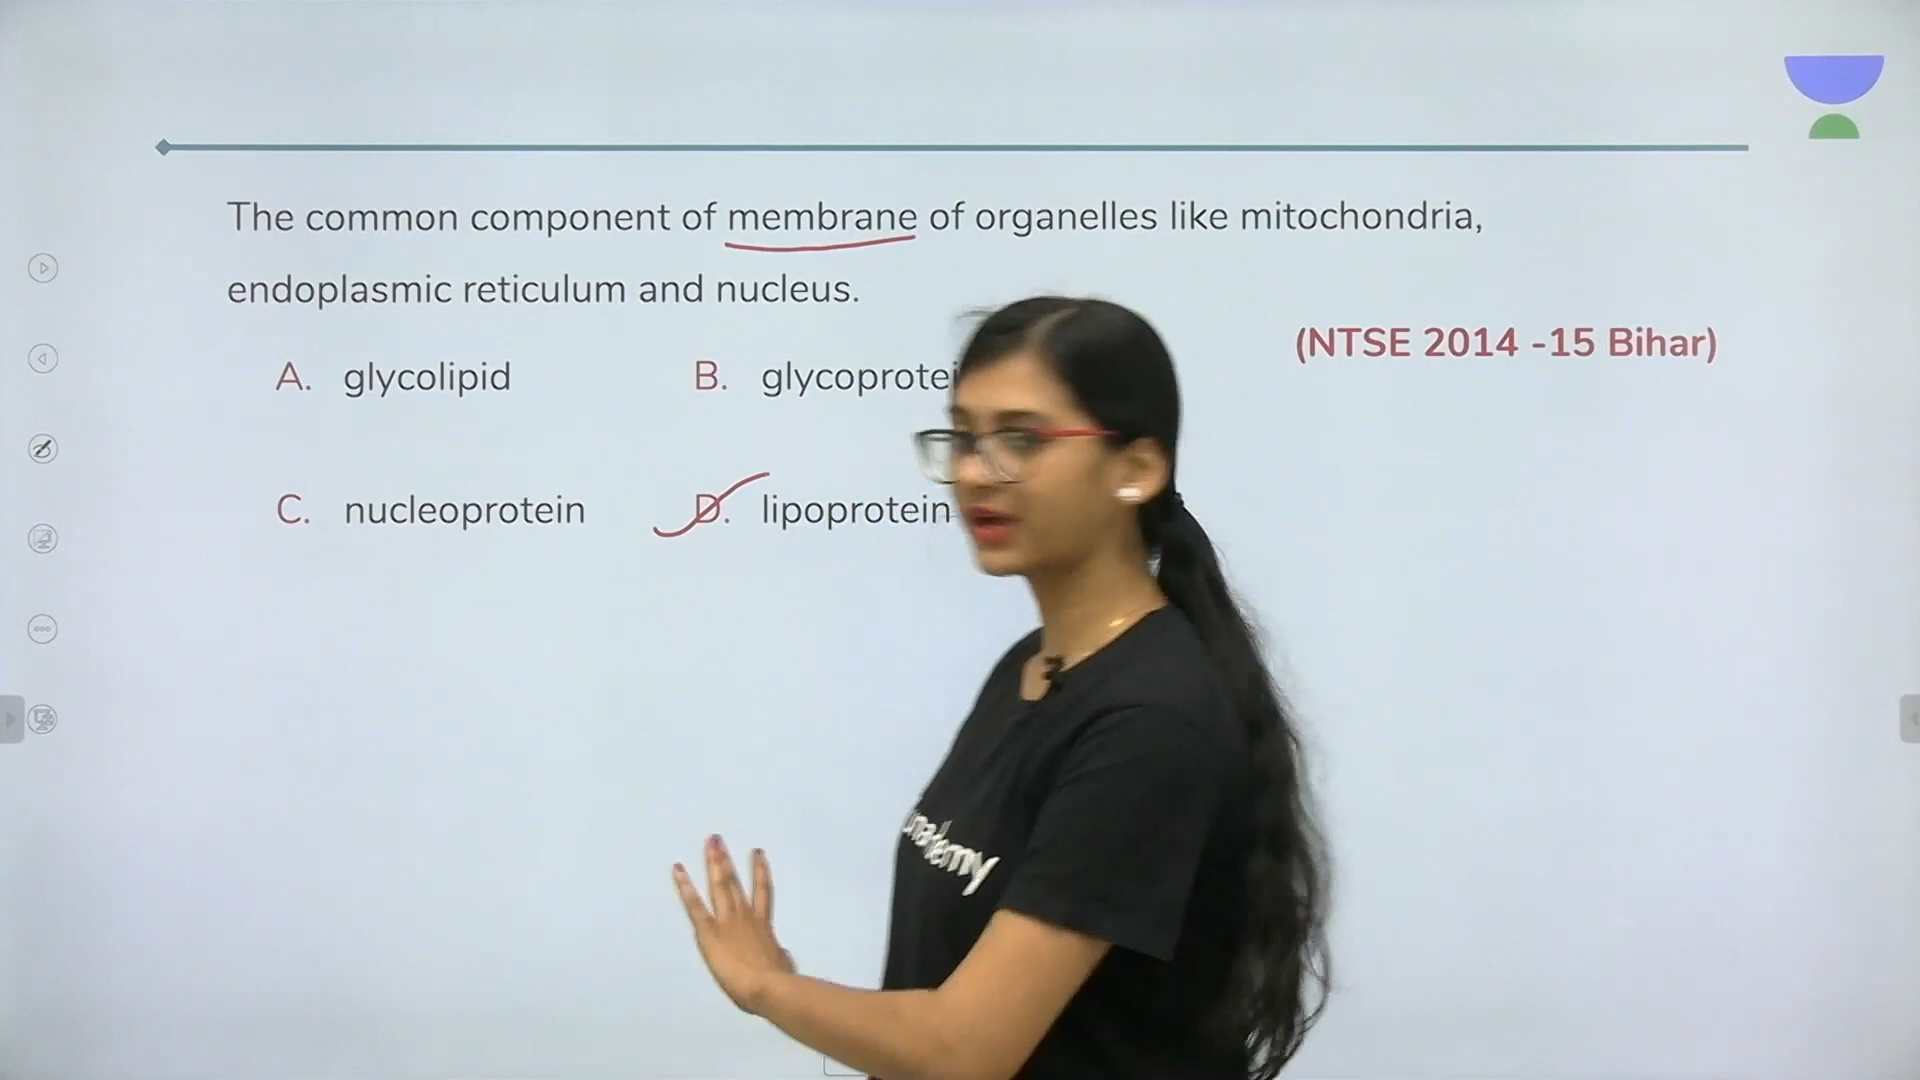 The common component of membrane of organelles like mitochondria,
endoplasmic reticulum and nucleus.
(NTSE 2014 -15 Bihar)
A. glycolipid B.
C. nucleoprotein D. lipoprotein